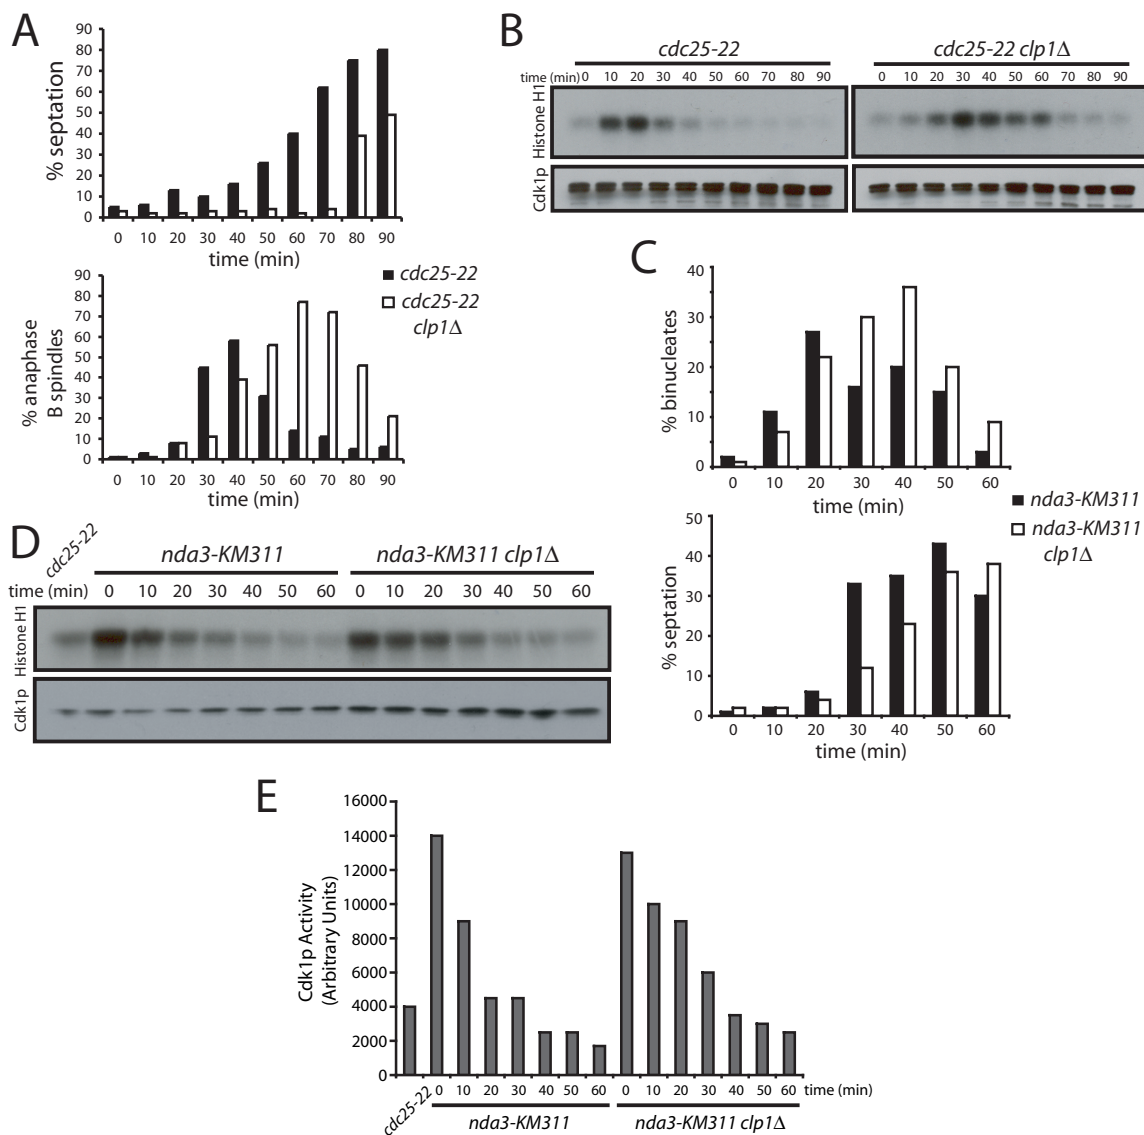 A
90
80
70
60
50
40
30
20
10
0
% septation
0 10 20 30 40 50 60 70 80 90
time (min)
90
80
70
60
50
40
30
20
10
0
% anaphase
B spindles
0 10 20 30 40 50 60 70 80 90
time (min)
cdc25-22
cdc25-22
clp1Δ
B
cdc25-22
cdc25-22 clp1Δ
time (min) 0 10 20 30 40 50 60 70 80 90
0 10 20 30 40 50 60 70 80 90
Histone H1
Cdk1p
C
40
30
20
10
0
% binucleates
0 10 20 30 40 50 60
time (min)
nda3-KM311
nda3-KM311
clp1Δ
50
40
30
20
10
0
% septation
0 10 20 30 40 50 60
time (min)
D
cdc25-22
nda3-KM311
nda3-KM311 clp1Δ
time (min) 0 10 20 30 40 50 60 0 10 20 30 40 50 60
Histone H1
Cdk1p
E
16000
14000
12000
10000
8000
6000
4000
2000
0
Cdk1p Activity
(Arbitrary Units)
cdc25-22
0 10 20 30 40 50 60 0 10 20 30 40 50 60 time (min)
nda3-KM311
nda3-KM311 clp1Δ